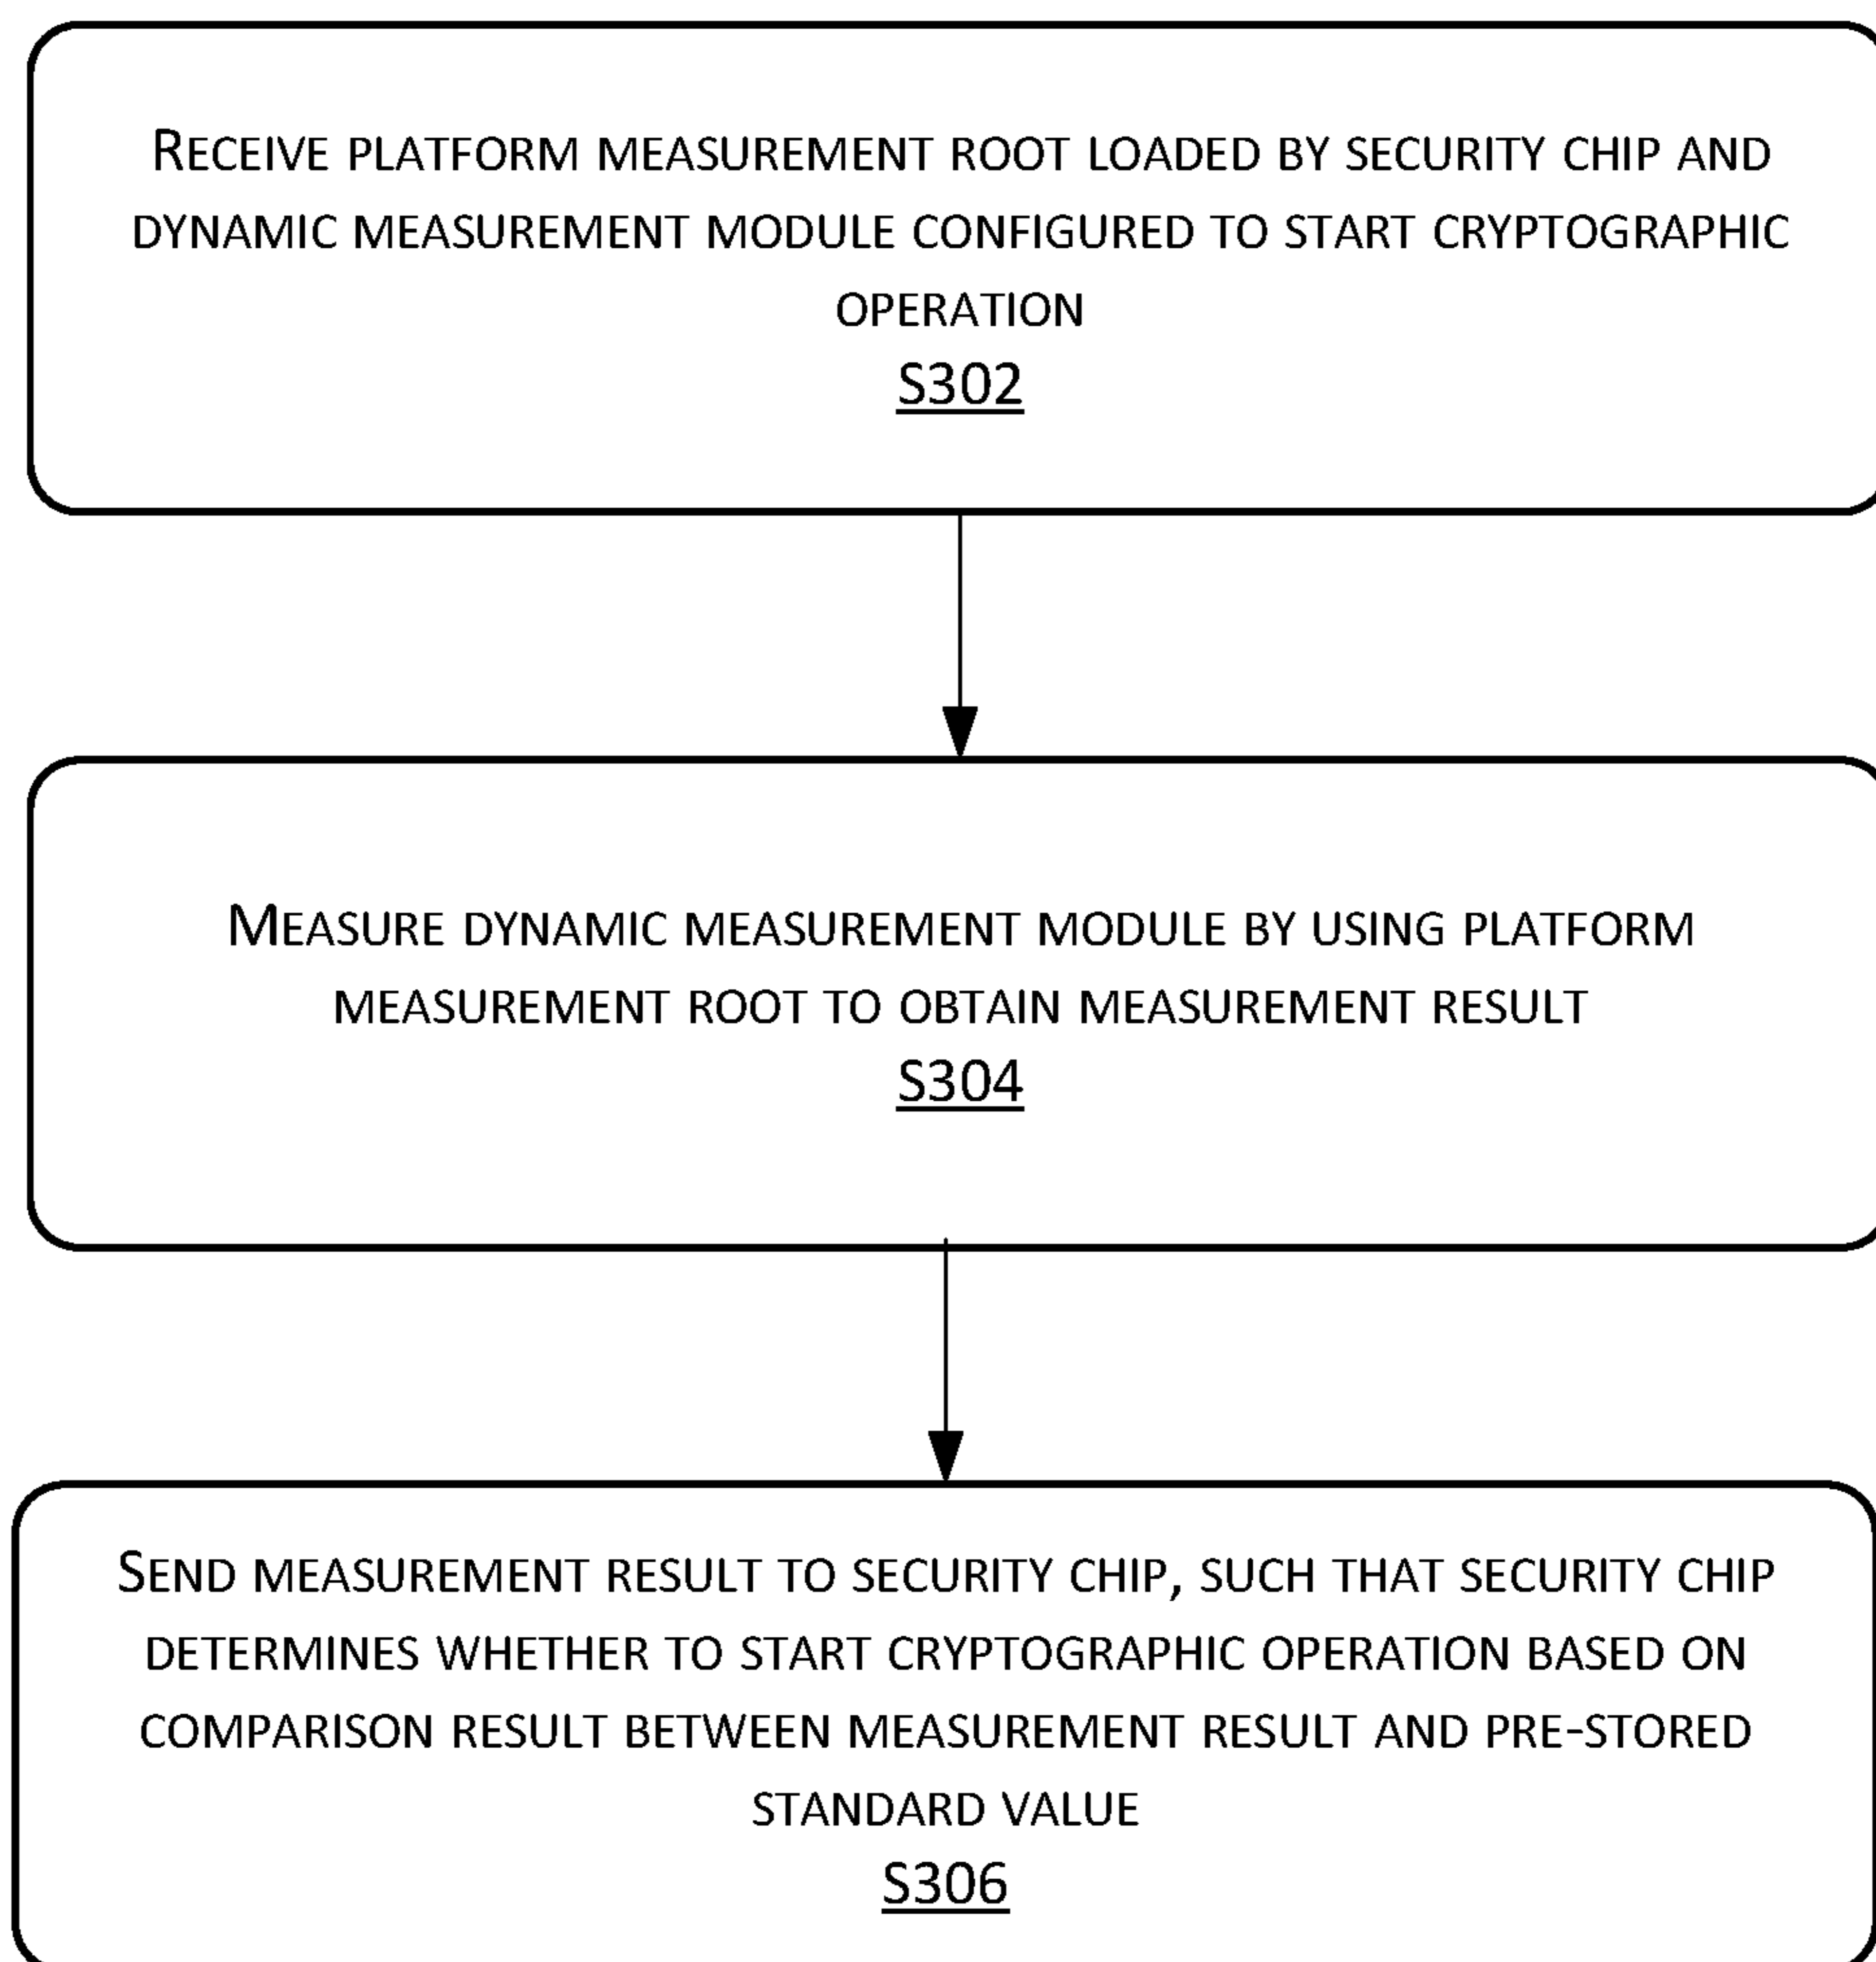 Receive platform measurement root loaded by security chip and
dynamic measurement module configured to start cryptographic
operation
S302
Measure dynamic measurement module by using platform
measurement root to obtain measurement result
S304
Send measurement result to security chip, such that security chip
determines whether to start cryptographic operation based on
comparison result between measurement result and pre-stored
standard value
S306